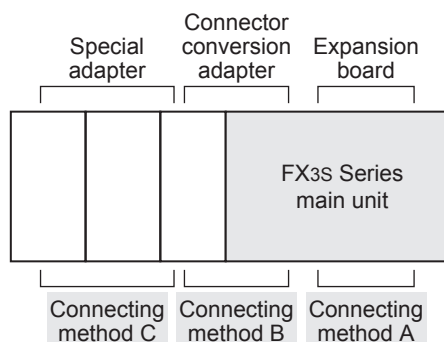 Special
adapter
Connector
conversion
adapter
Expansion
board
FX3S Series
main unit
Connecting
method C
Connecting
method B
Connecting
method A